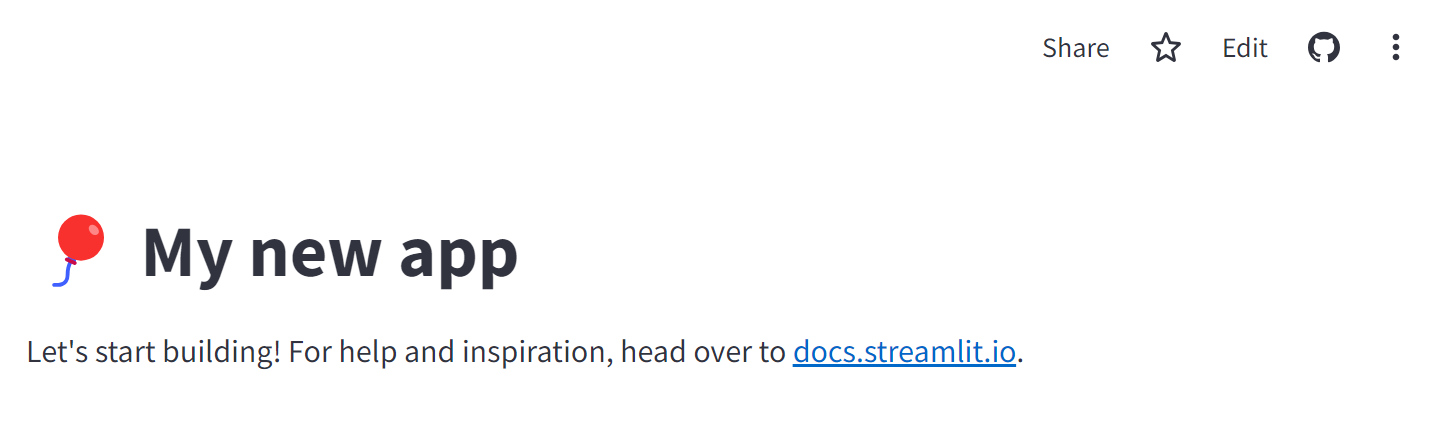 Share Edit
My new app
Let's start building! For help and inspiration, head over to docs.streamlit.io.